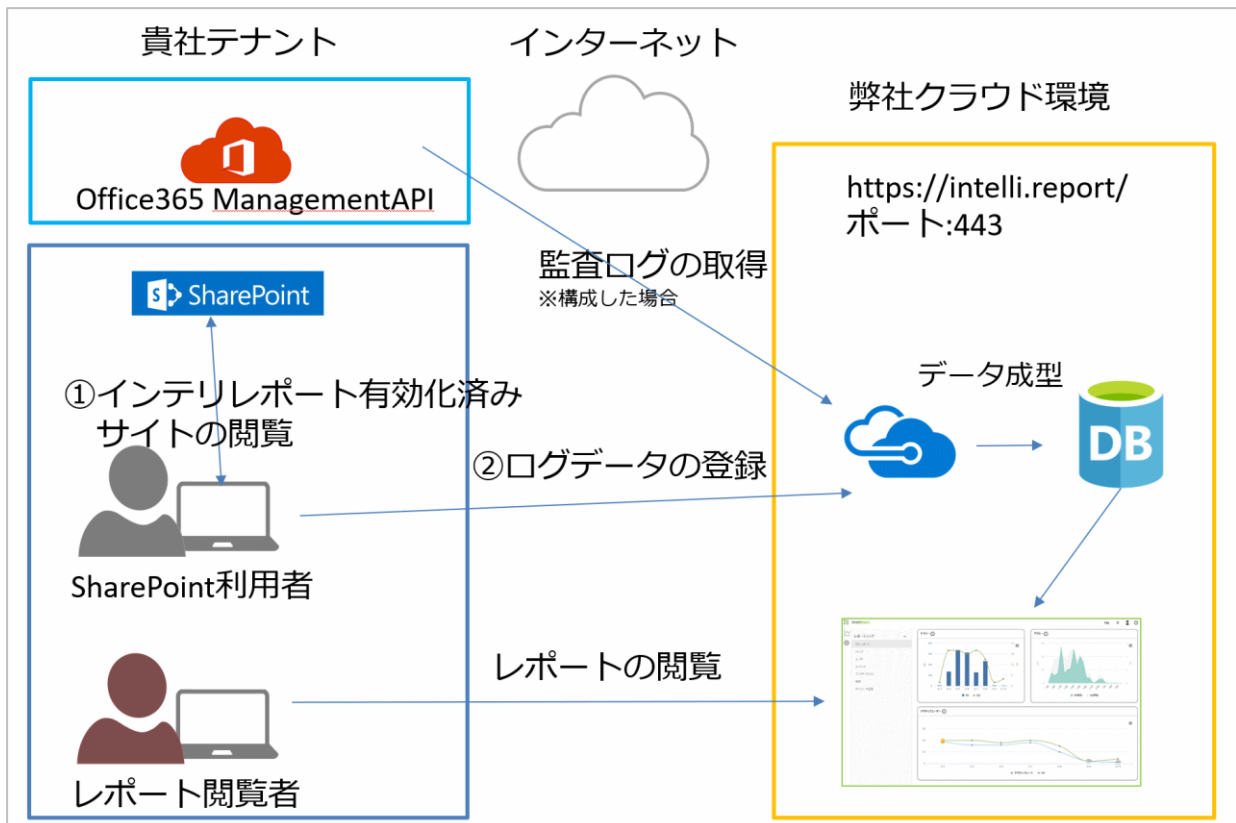 貴社テナント
インターネット
弊社クラウド環境
Office365 ManagementAPI
https://intelli.report/
ポート:443
SharePoint
監査ログの取得
※構成した場合
①インテリレポート有効化済み
サイトの閲覧
データ成型
DB
②ログデータの登録
SharePoint利用者
レポートの閲覧
レポート閲覧者